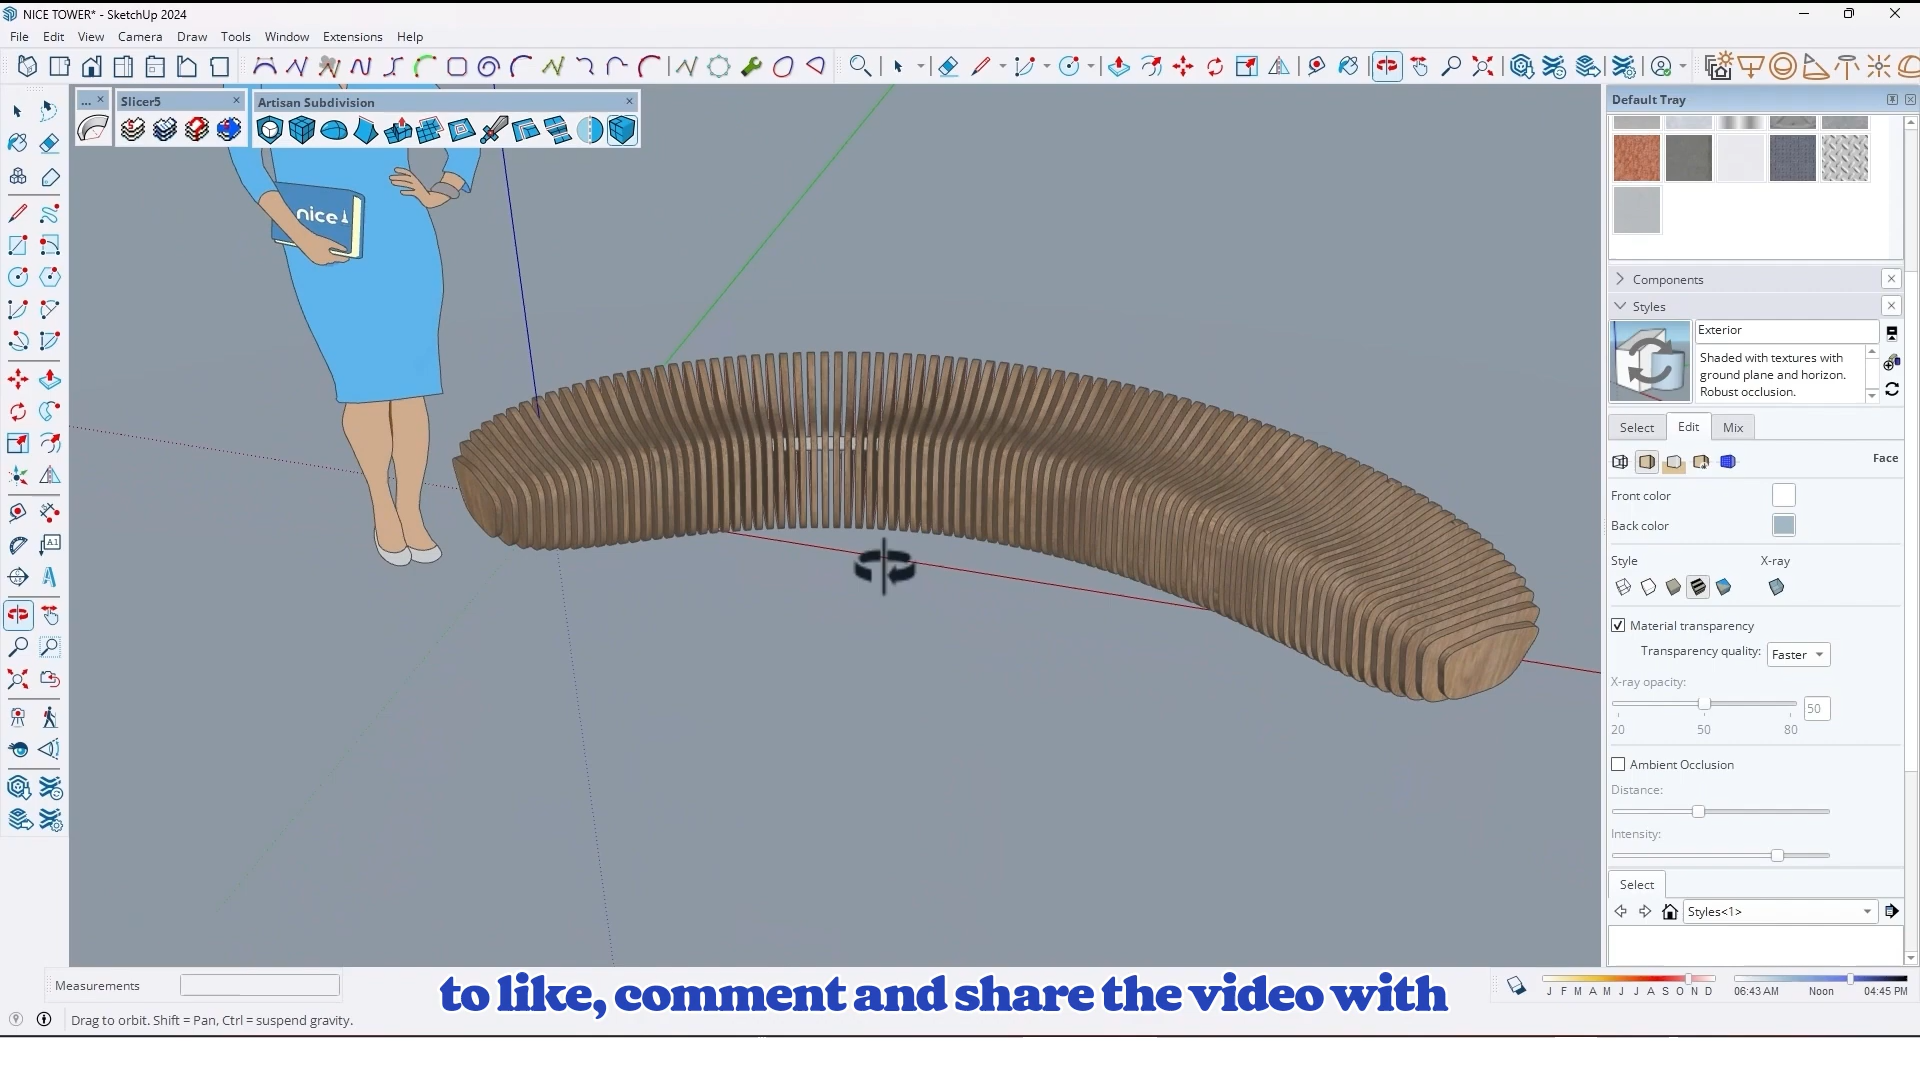 NICE TOWER* - SketchUp 2024
File Edit View Camera Draw Tools Window Extensions Help
... Slicer5 Artisan Subdivision
Default Tray
nice
Components
Styles
Exterior
Shaded with textures with
ground plane and horizon.
Robust occlusion.
Select Edit Mix
Face
Front color
Back color
Style X-ray
Material transparency
Transparency quality: Faster
X-ray opacity:
50
20 50 80
Ambient Occlusion
Distance:
Intensity:
Select
Styles<1>
Measurements
to like, comment and share the video with
J F M A M J J A S O N D 06:43 AM Noon 04:45 PM
Drag to orbit. Shift = Pan, Ctrl = suspend gravity.